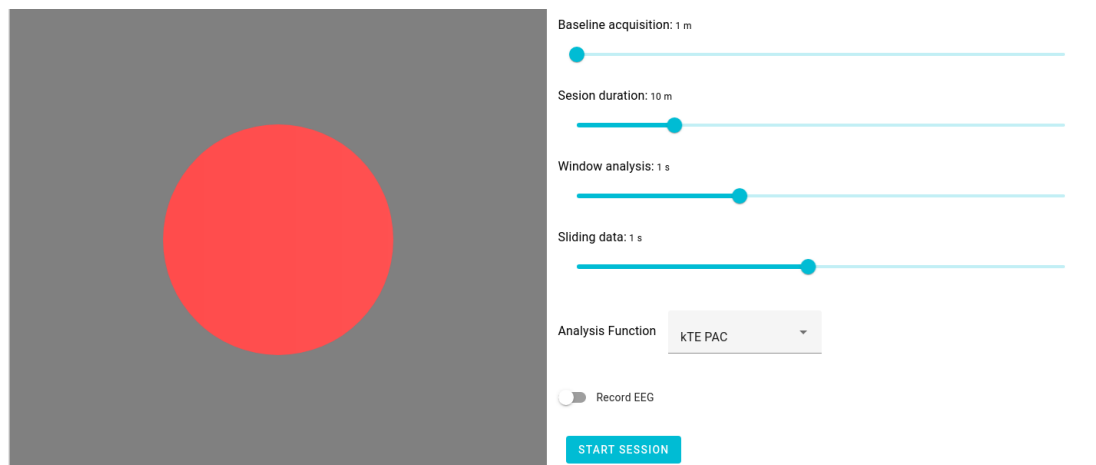 Baseline acquisition: 1 m
Sesion duration: 10 m
Window analysis: 1 s
Sliding data: 1 s
Analysis Function kTE PAC
Record EEG
START SESSION